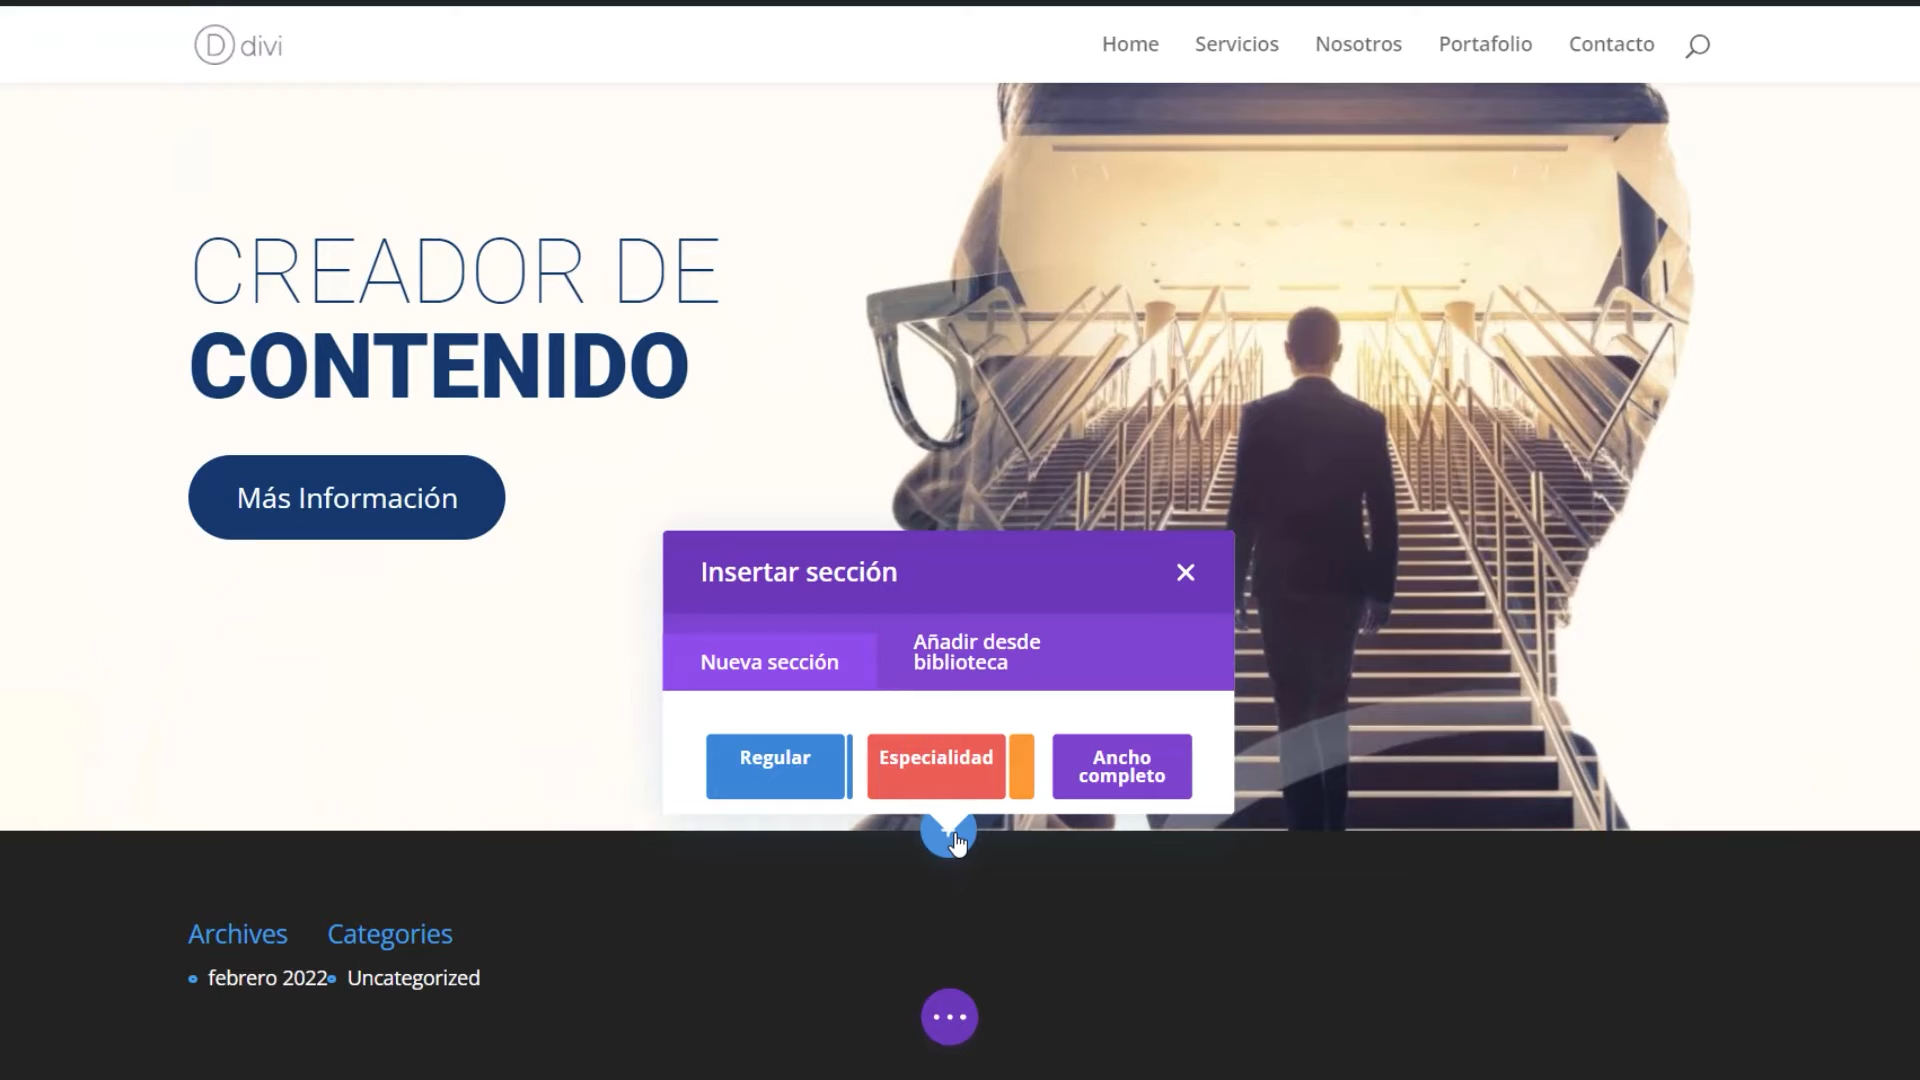 D divi
Home Servicios Nosotros Portafolio Contacto
CREADOR DE
CONTENIDO
Más Información
Insertar sección
Nueva sección
Añadir desde
biblioteca
Regular
Especialidad
Ancho
completo
Archives
febrero 2022
Categories
Uncategorized